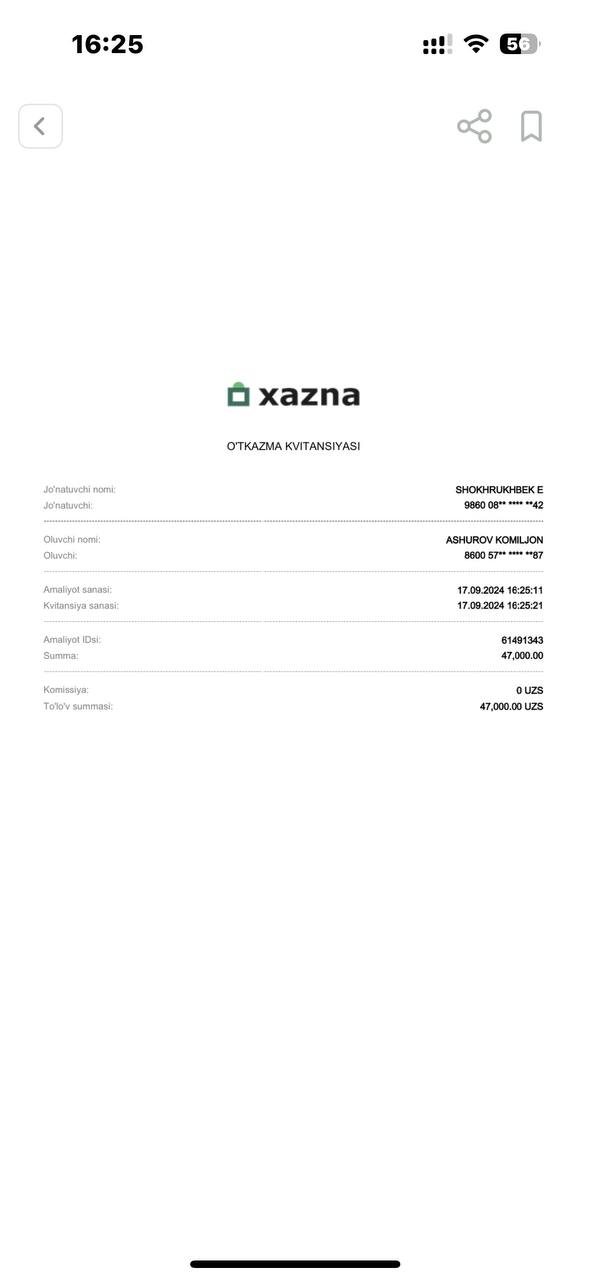 16:25
56
xazna
O'TKAZMA KVITANSIYASI
Jo'natuvchi nomi: SHOKHRUKHBEK E
Jo'natuvchi: 9860 08** **** **42
Oluvchi nomi: ASHUROV KOMILJON
Oluvchi: 8600 57** **** **87
Amaliyot sanasi: 17.09.2024 16:25:11
Kvitansiya sanasi: 17.09.2024 16:25:21
Amaliyot IDsi: 61491343
Summa: 47,000.00
Komissiya: 0 UZS
To'lo'v summasi: 47,000.00 UZS